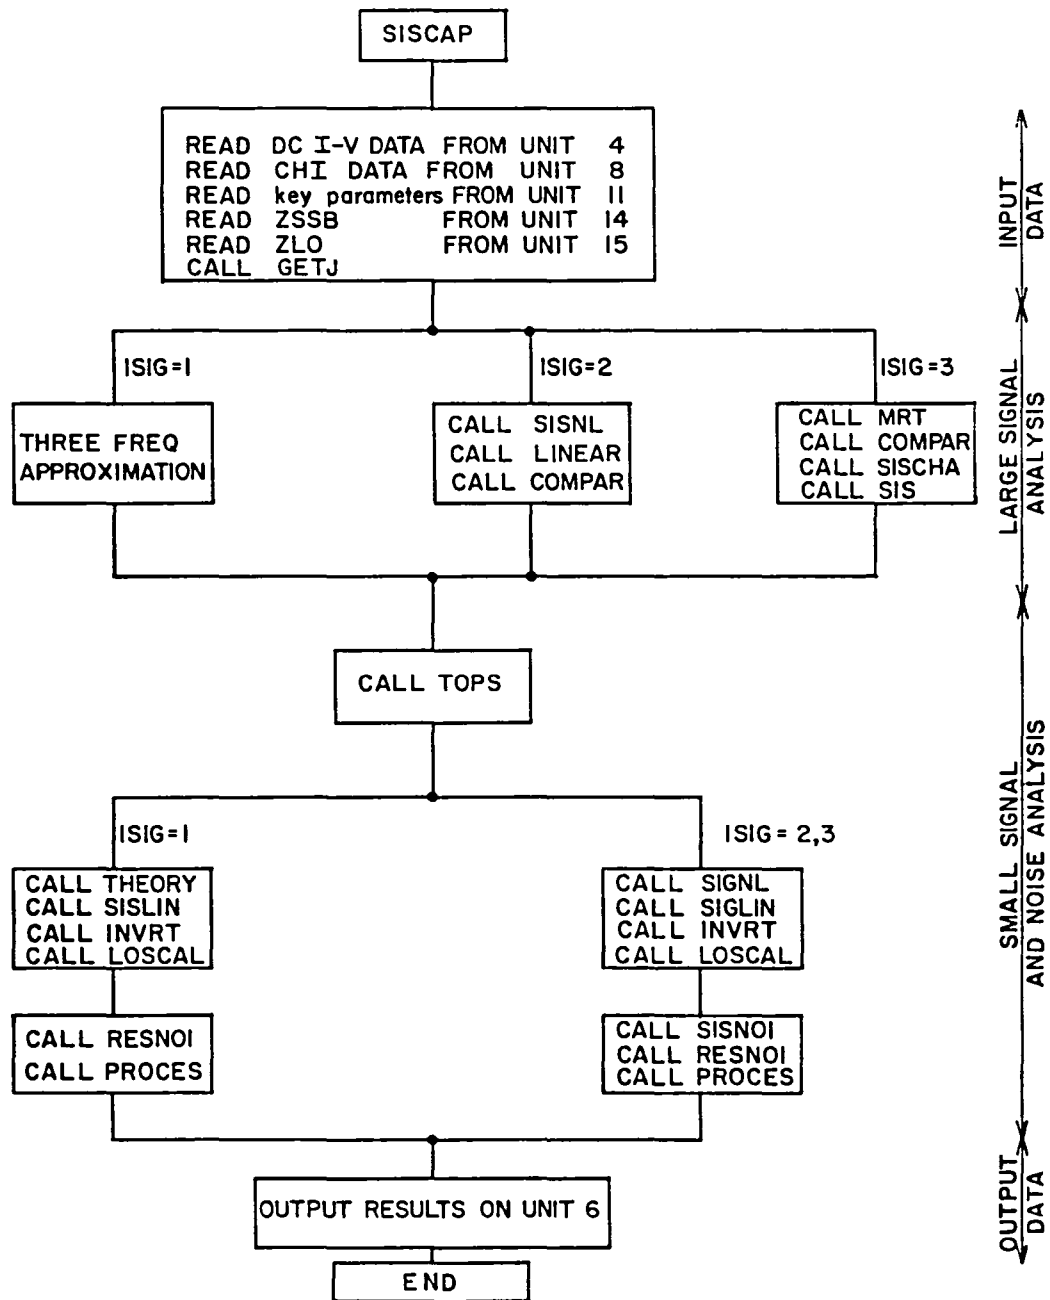 SISCAP
READ DC I-V DATA FROM UNIT 4
READ CHI DATA FROM UNIT 8
READ key parameters FROM UNIT 11
READ ZSSB FROM UNIT 14
READ ZLO FROM UNIT 15
CALL GETJ
INPUT
DATA
ISIG=1
ISIG=2
ISIG=3
THREE FREQ
APPROXIMATION
CALL SISNL
CALL LINEAR
CALL COMPAR
CALL MRT
CALL COMPAR
CALL SISCHA
CALL SIS
LARGE SIGNAL
ANALYSIS
CALL TOPS
ISIG=1
ISIG= 2,3
CALL THEORY
CALL SISLIN
CALL INVRT
CALL LOSCAL
CALL SIGNL
CALL SIGLIN
CALL INVRT
CALL LOSCAL
CALL RESNOI
CALL PROCES
CALL SISNOI
CALL RESNOI
CALL PROCES
SMALL SIGNAL
AND NOISE ANALYSIS
OUTPUT RESULTS ON UNIT 6
END
OUTPUT
DATA